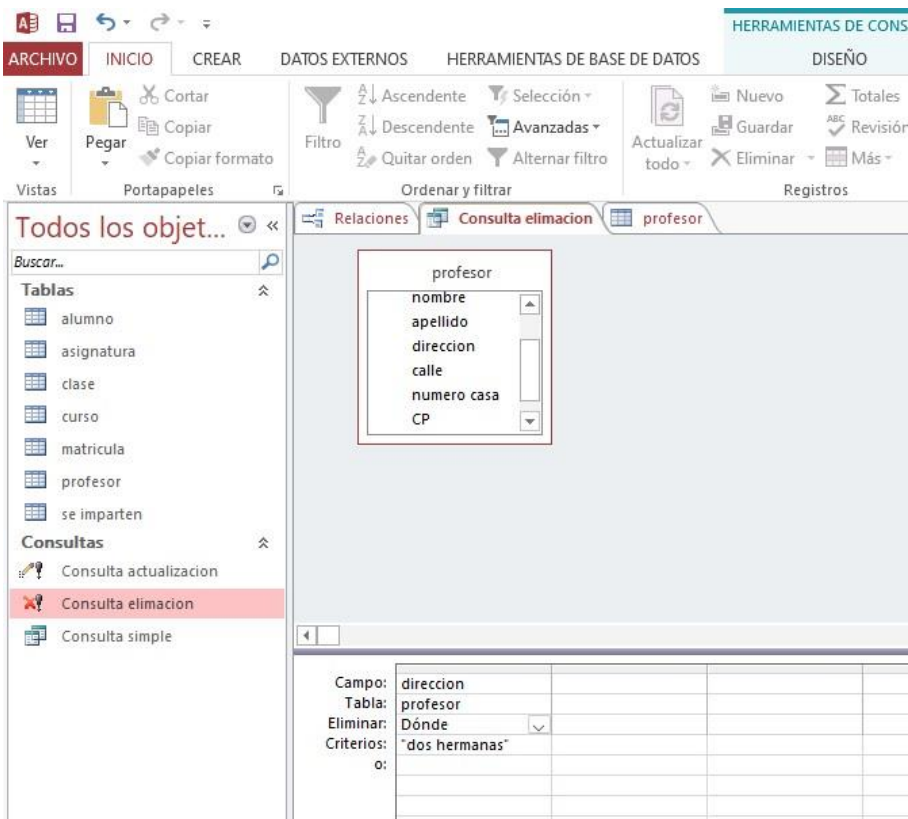 HERRAMIENTAS DE CONS
ARCHIVO INICIO CREAR DATOS EXTERNOS HERRAMIENTAS DE BASE DE DATOS DISEÑO
Ver
Pegar
Cortar
Copiar
Copiar formato
Filtro
Ascendente
Descendente
Quitar orden
Selección
Avanzadas
Alternar filtro
Actualizar
todo
Nuevo
Guardar
Eliminar
Totales
Revisión
Más
Vistas Portapapeles Ordenar y filtrar Registros
Todos los objet...
Buscar...
Tablas
alumno
asignatura
clase
curso
matricula
profesor
se imparten
Consultas
Consulta actualizacion
Consulta elimacion
Consulta simple
Relaciones Consulta elimacion profesor
profesor
nombre
apellido
direccion
calle
numero casa
CP
Campo: direccion
Tabla: profesor
Eliminar: Dónde
Criterios: "dos hermanas"
o: